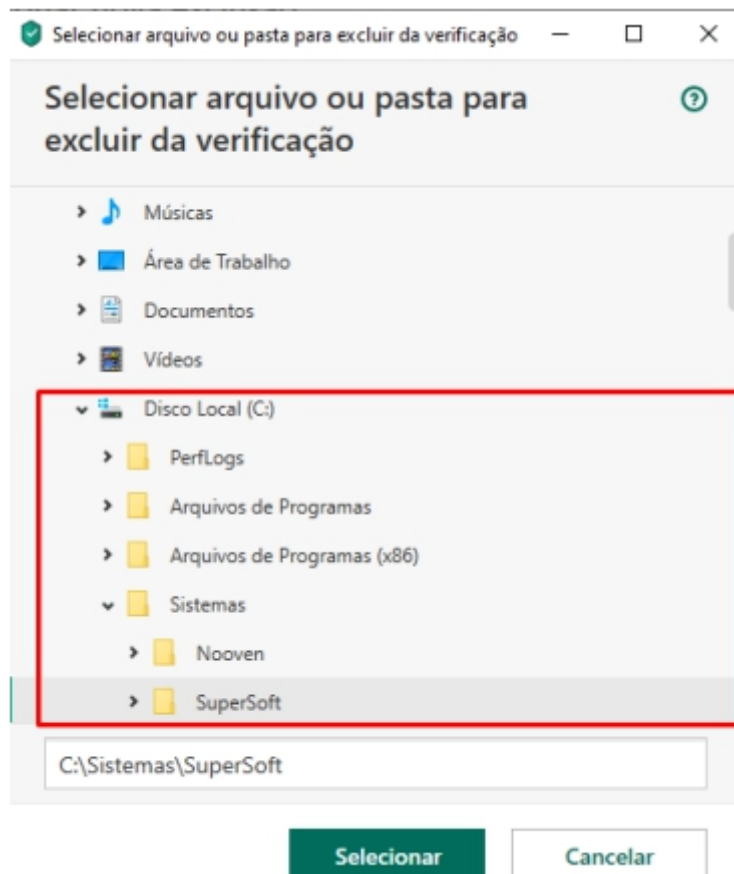 Selecionar arquivo ou pasta para excluir da verificação
Selecionar arquivo ou pasta para
excluir da verificação
Músicas
Área de Trabalho
Documentos
Vídeos
Disco Local (C:)
PerfLogs
Arquivos de Programas
Arquivos de Programas (x86)
Sistemas
Nooven
SuperSoft
C:\Sistemas\SuperSoft
Selecionar
Cancelar